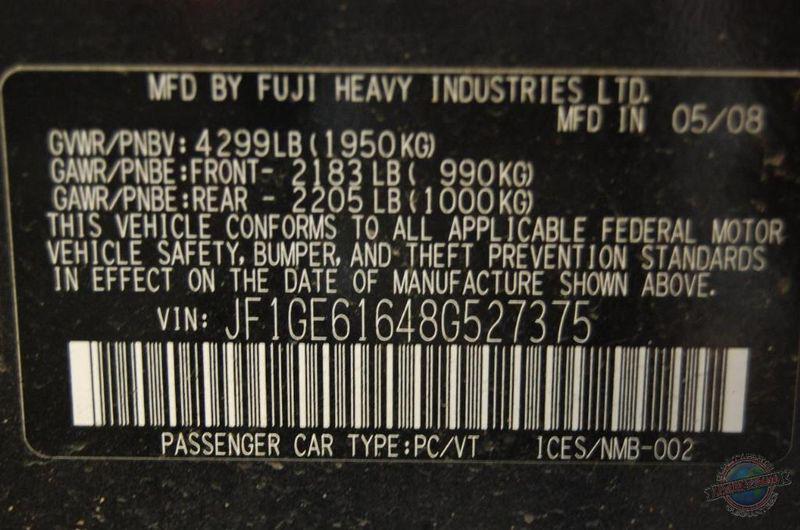 MFD BY FUJI HEAVY INDUSTRIES LTD.
MFD IN 05/08
GVWR/PNBV: 4299LB (1950KG)
GAWR/PNBE:FRONT- 2183 LB ( 990KG)
GAWR/PNBE:REAR - 2205 LB (1000KG)
THIS VEHICLE CONFORMS TO ALL APPLICABLE FEDERAL MOTOR
VEHICLE SAFETY, BUMPER, AND THEFT PREVENTION STANDARDS
IN EFFECT ON THE DATE OF MANUFACTURE SHOWN ABOVE.
VIN: JF1GE61648G527375
PASSENGER CAR TYPE:PC/VT 1CES/NMB-002